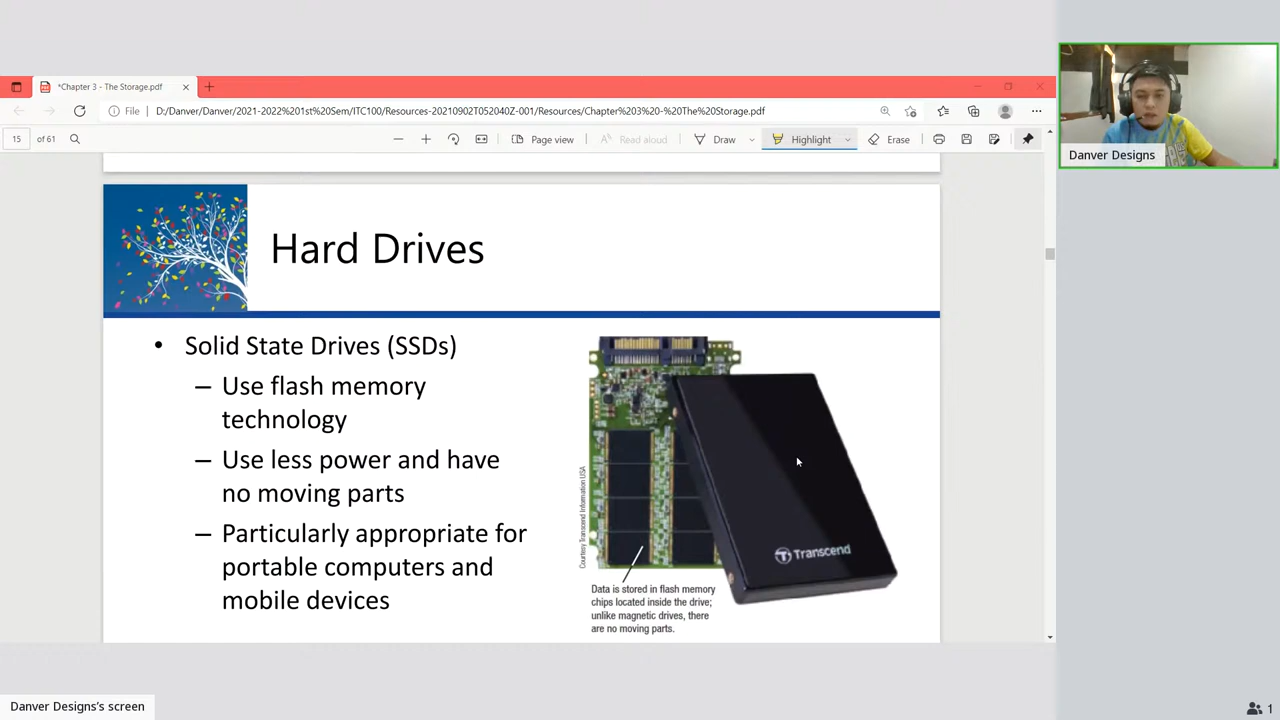 *Chapter 3 - The Storage.pdf
File D:/Danver/Danver/2021-2022%201st%20Sem/ITC100/Resources-20210902T052040Z-001/Resources/Chapter%203%20-%20The%20Storage.pdf
15 of 61 Page view Read aloud Draw Highlight Erase
Danver Designs
Hard Drives
• Solid State Drives (SSDs)
– Use flash memory
technology
– Use less power and have
no moving parts
– Particularly appropriate for
portable computers and
mobile devices
Courtesy Transcend Information USA
Transcend
Data is stored in flash memory
chips located inside the drive;
unlike magnetic drives, there
are no moving parts.
Danver Designs's screen
1